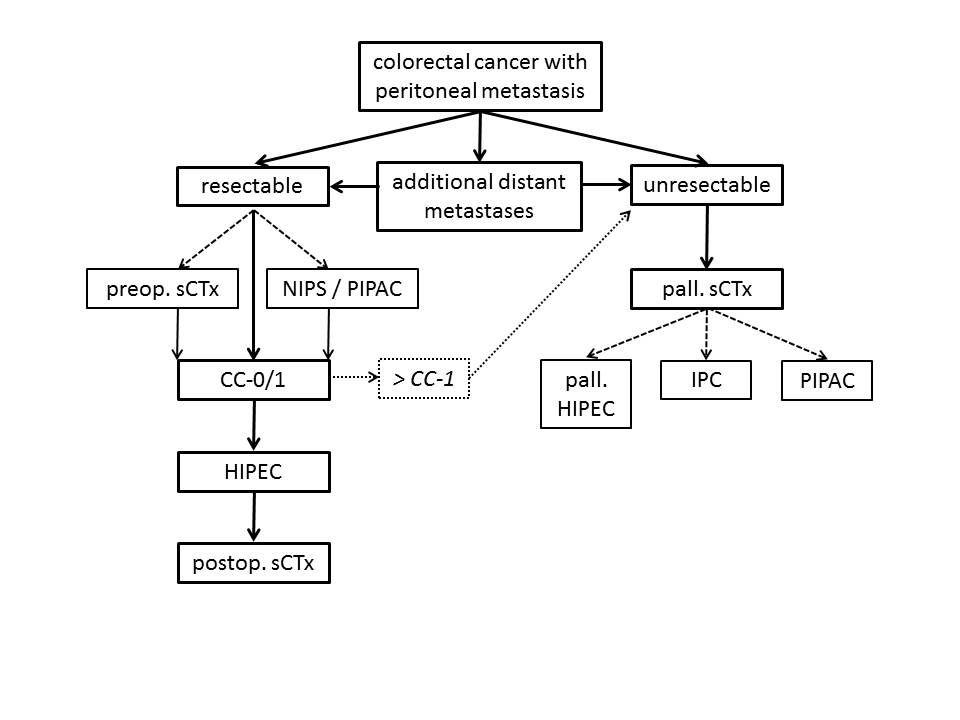 colorectal cancer with
peritoneal metastasis
resectable
additional distant
metastases
unresectable
preop. sCTx
NIPS / PIPAC
pall. sCTx
CC-0/1
> CC-1
pall.
HIPEC
IPC
PIPAC
HIPEC
postop. sCTx